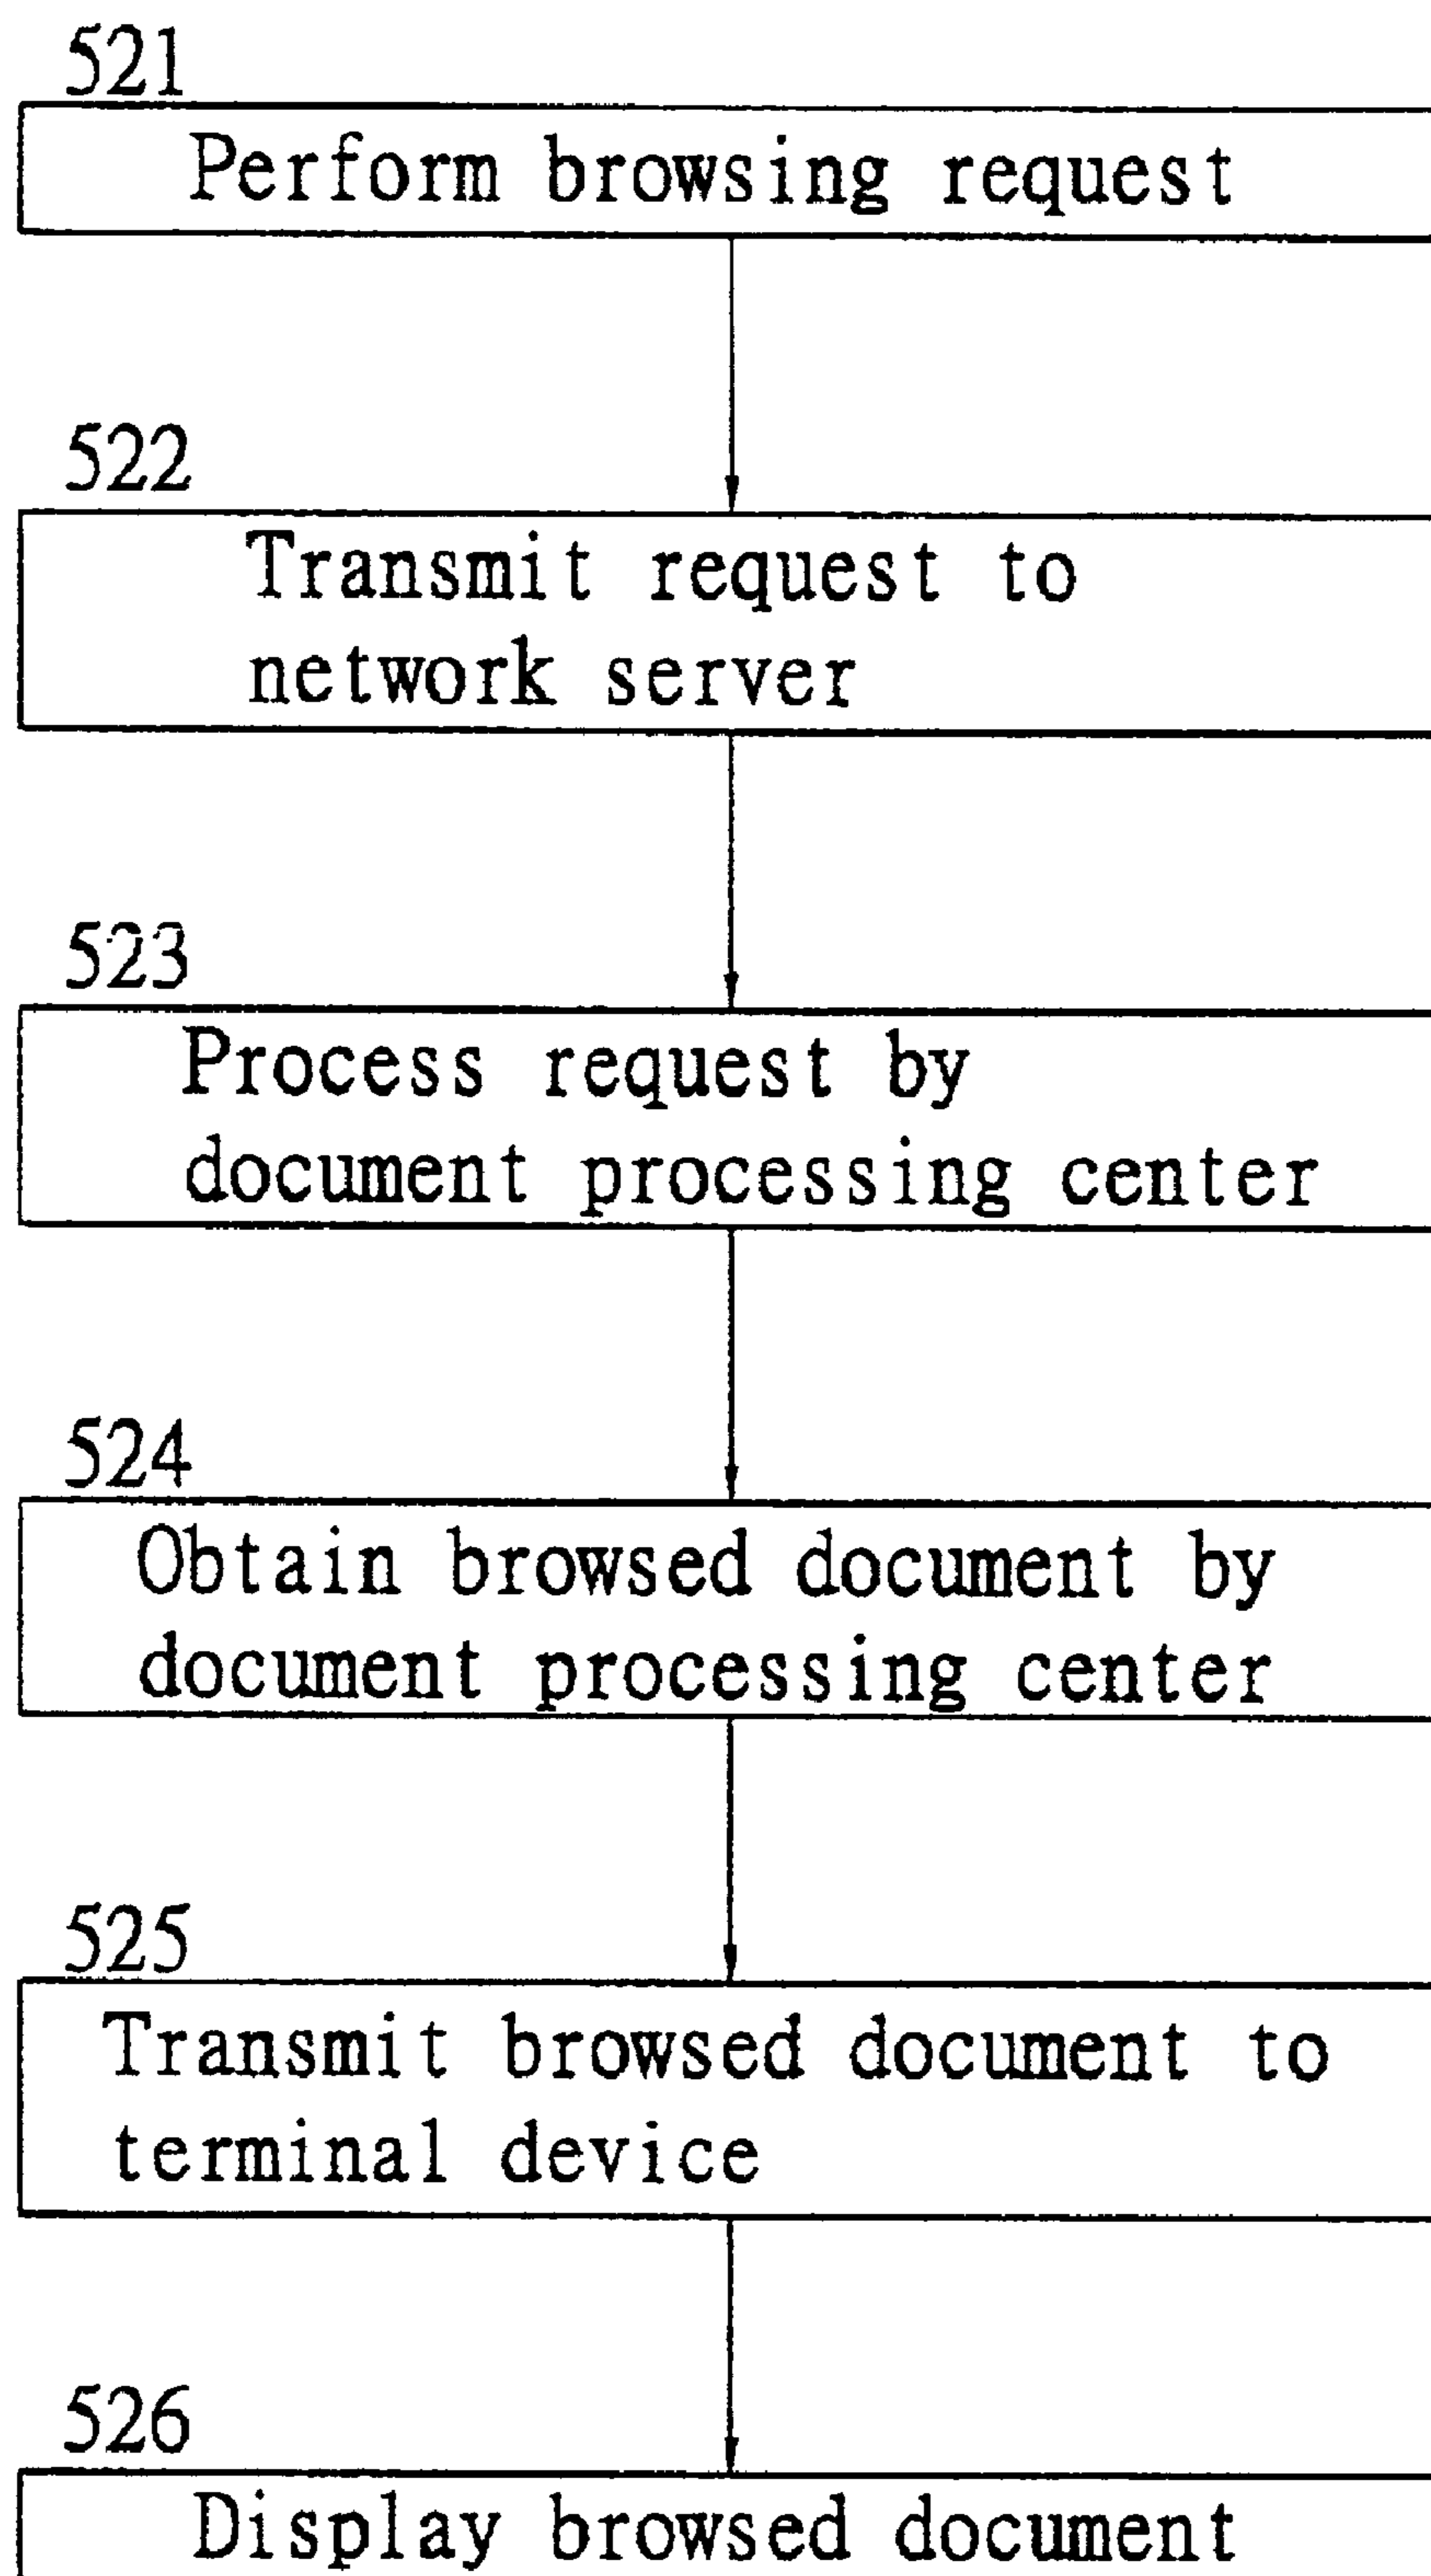 521
Perform browsing request
522
Transmit request to
network server
523
Process request by
document processing center
524
Obtain browsed document by
document processing center
525
Transmit browsed document to
terminal device
526
Display browsed document